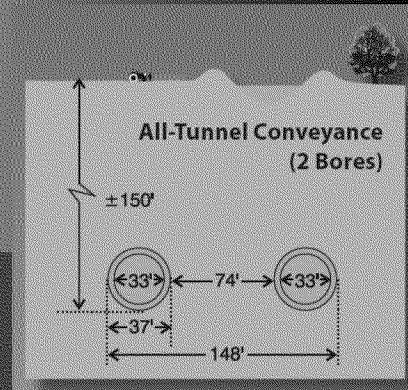 All-Tunnel Conveyance
(2 Bores)
±150'
33' 74' 33'
37'
148'